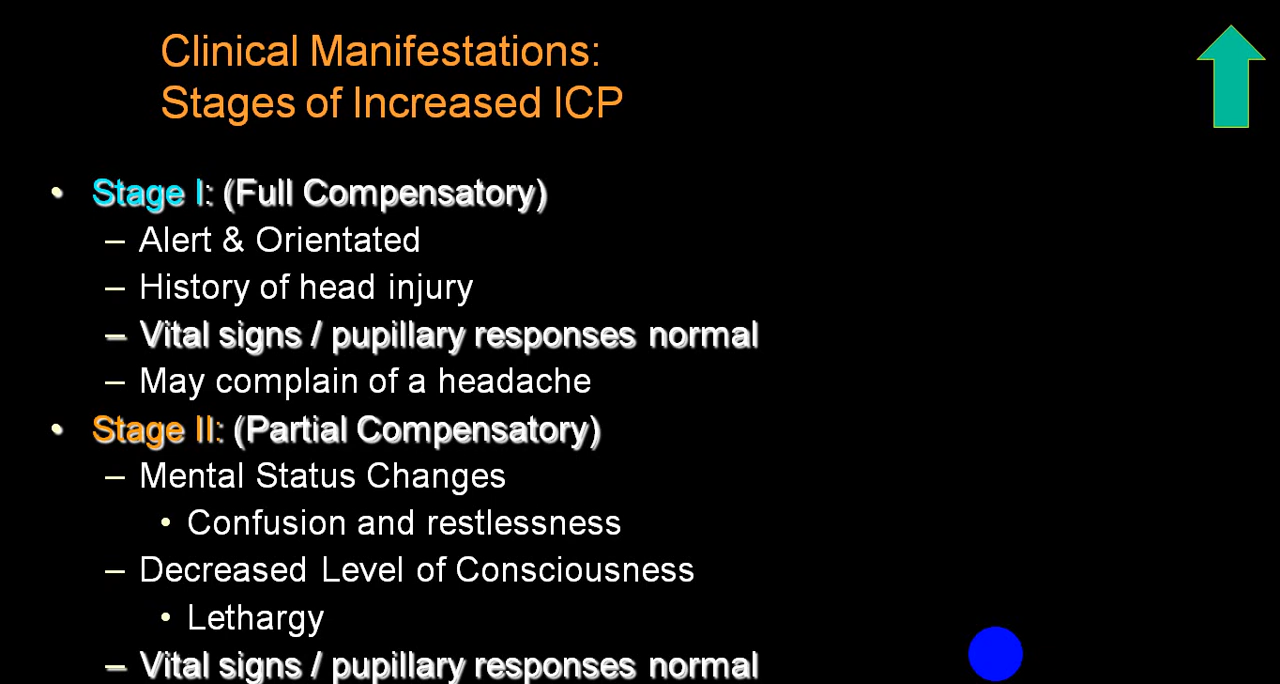 Clinical Manifestations:
Stages of Increased ICP
• Stage I: (Full Compensatory)
– Alert & Orientated
– History of head injury
– Vital signs / pupillary responses normal
– May complain of a headache
• Stage II: (Partial Compensatory)
– Mental Status Changes
• Confusion and restlessness
– Decreased Level of Consciousness
• Lethargy
– Vital signs / pupillary responses normal